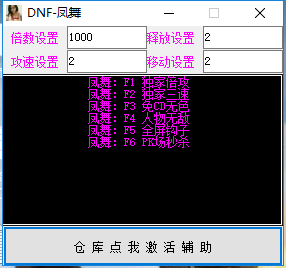 DNF-凤舞
倍数设置 1000 释放设置 2
攻速设置 2 移动设置 2
凤舞: F1 独家倍攻
凤舞: F2 独家三速
凤舞: F3 免CD无色
凤舞: F4 人物无敌
凤舞: F5 全屏钩子
凤舞: F6 PK场秒杀
仓库点我激活辅助